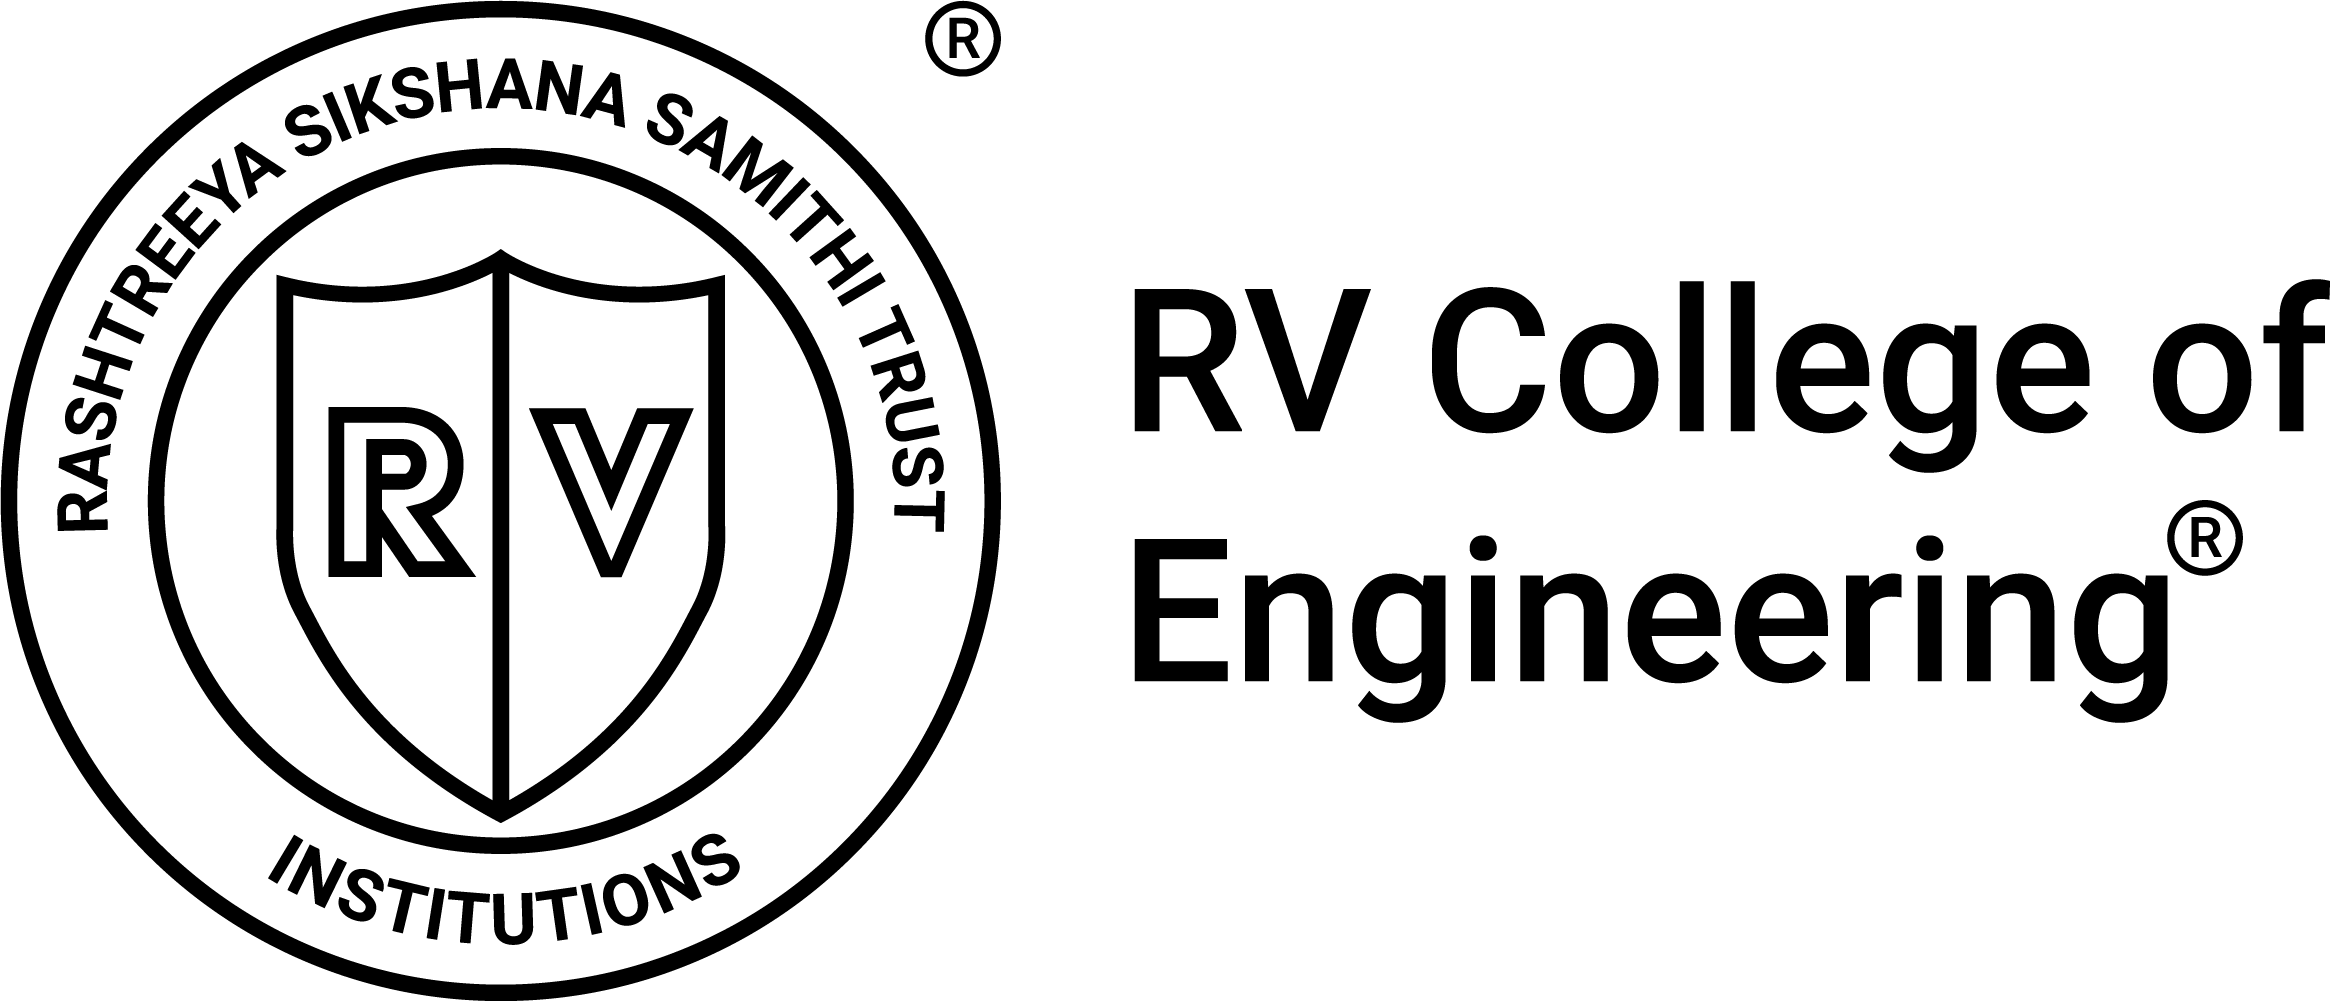 RASHTREEYA SIKSHANA SAMITHI TRUST
®
RV
INSTITUTIONS
RV College of
Engineering®